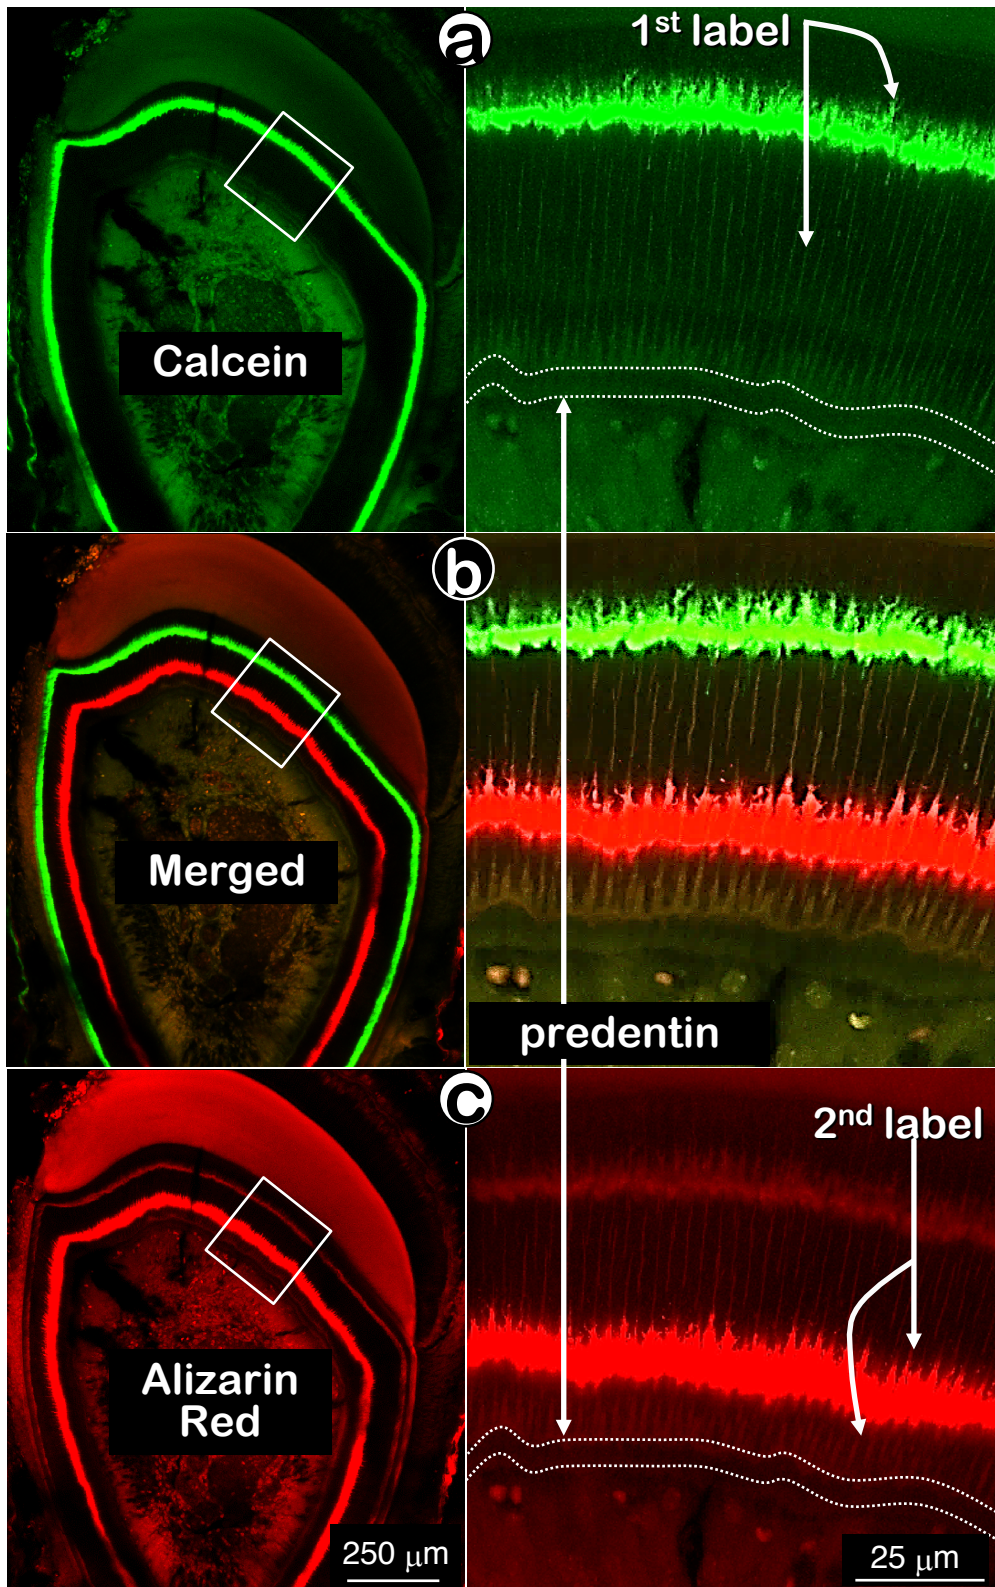 a
1st label
Calcein
b
Merged
predentin
c
2nd label
Alizarin
Red
250 μm
25 μm